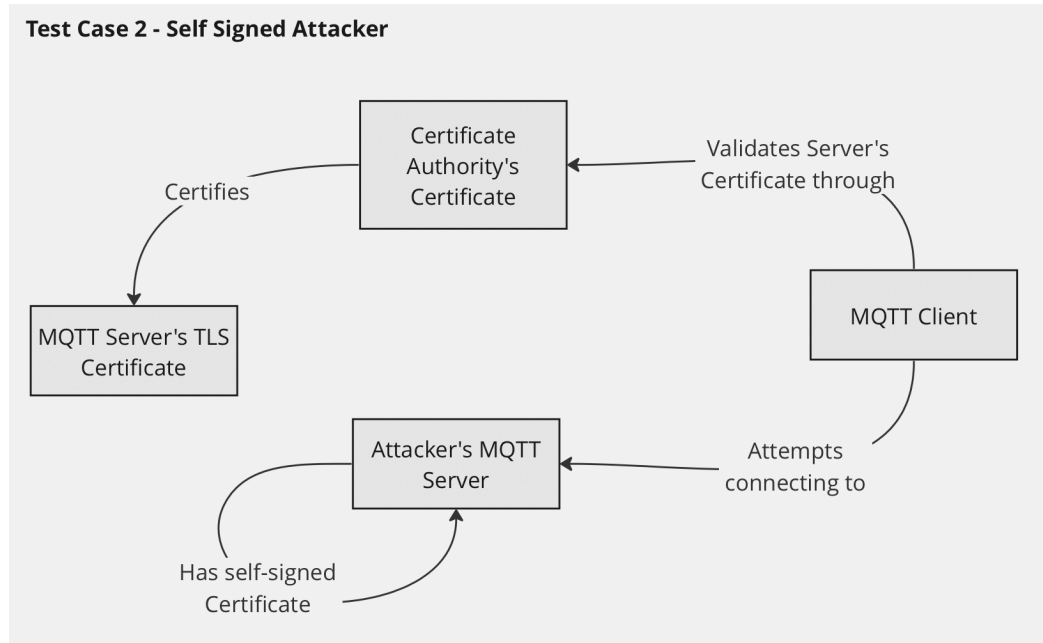 Test Case 2 - Self Signed Attacker
Certificate
Authority's
Certificate
Validates Server's
Certificate through
Certifies
MQTT Client
MQTT Server's TLS
Certificate
Attacker's MQTT
Server
Attempts
connecting to
Has self-signed
Certificate